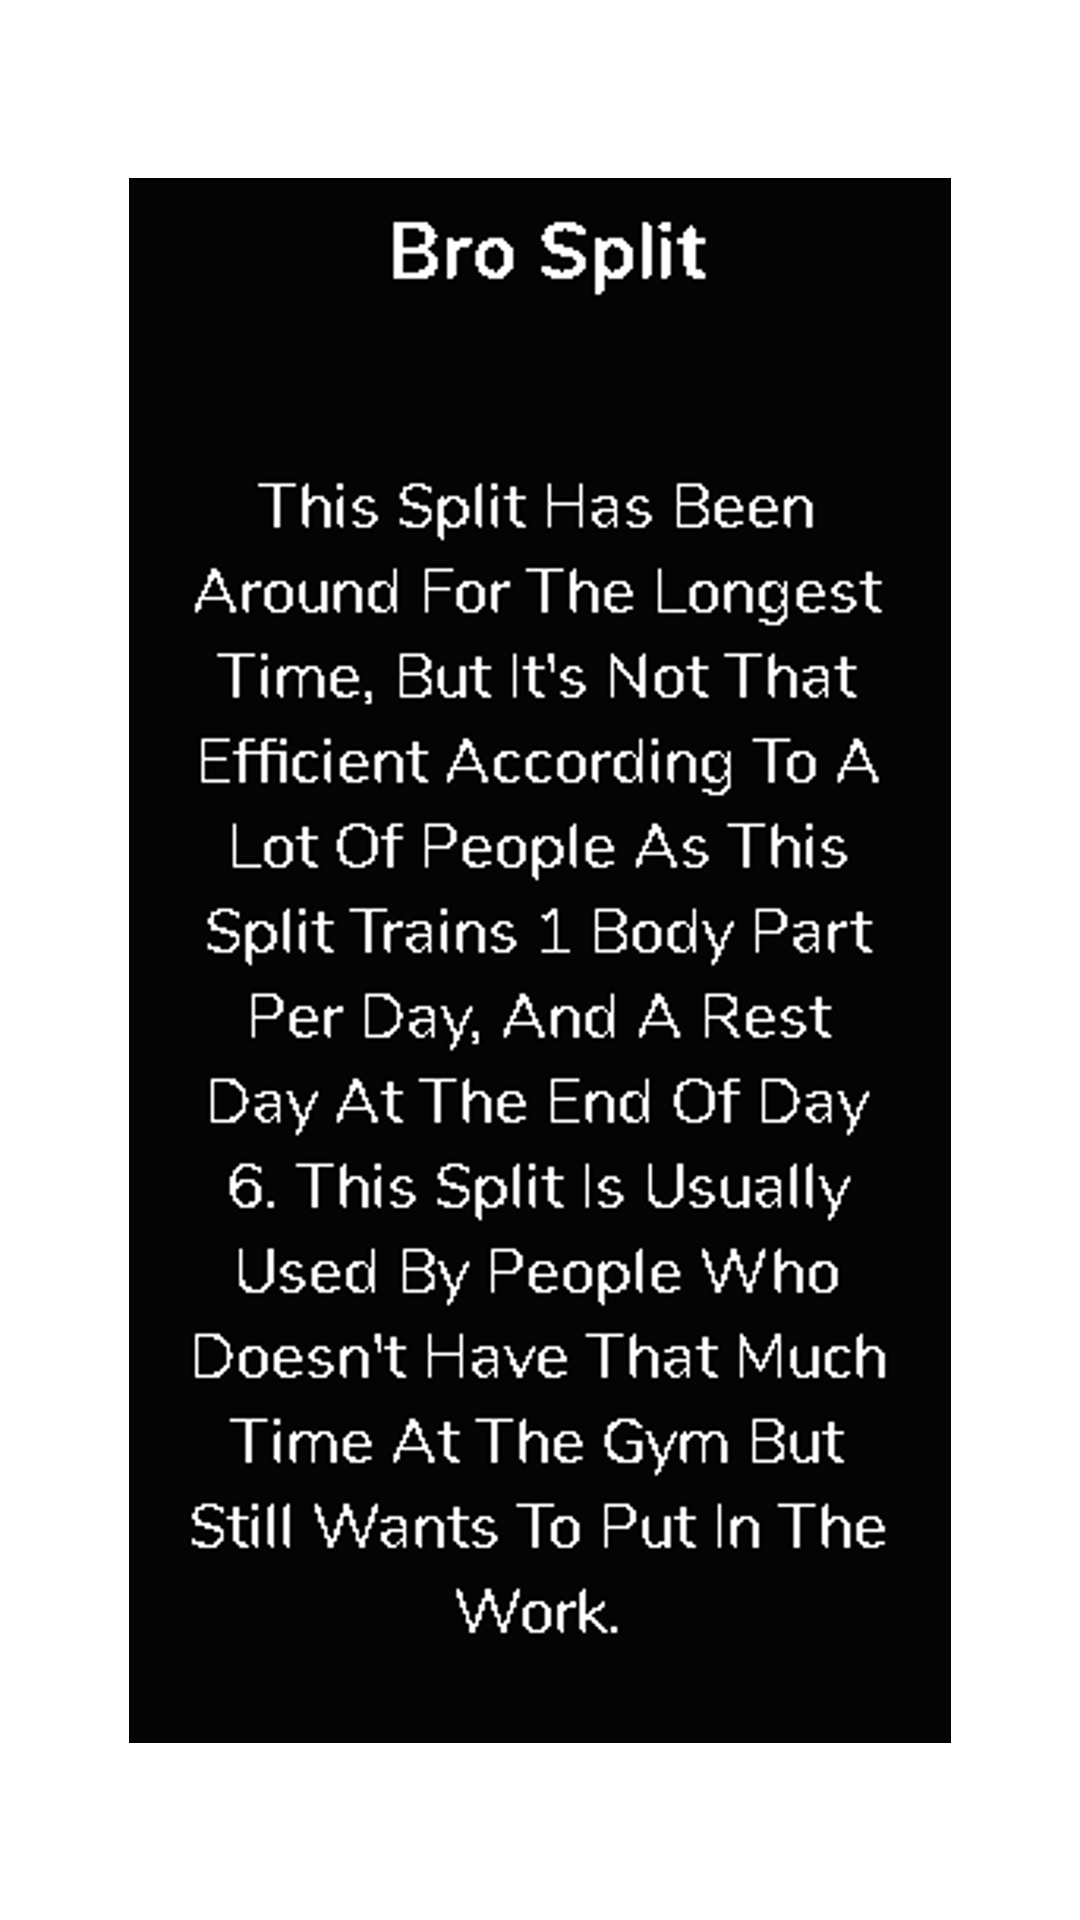 Bro Split
This Split Has Been
Around For The Longest
Time, But It's Not That
Efficient According To A
Lot Of People As This
Split Trains 1 Body Part
Per Day, And A Rest
Day At The End Of Day
6. This Split Is Usually
Used By People Who
Doesn't Have That Much
Time At The Gym But
Still Wants To Put In The
Work.